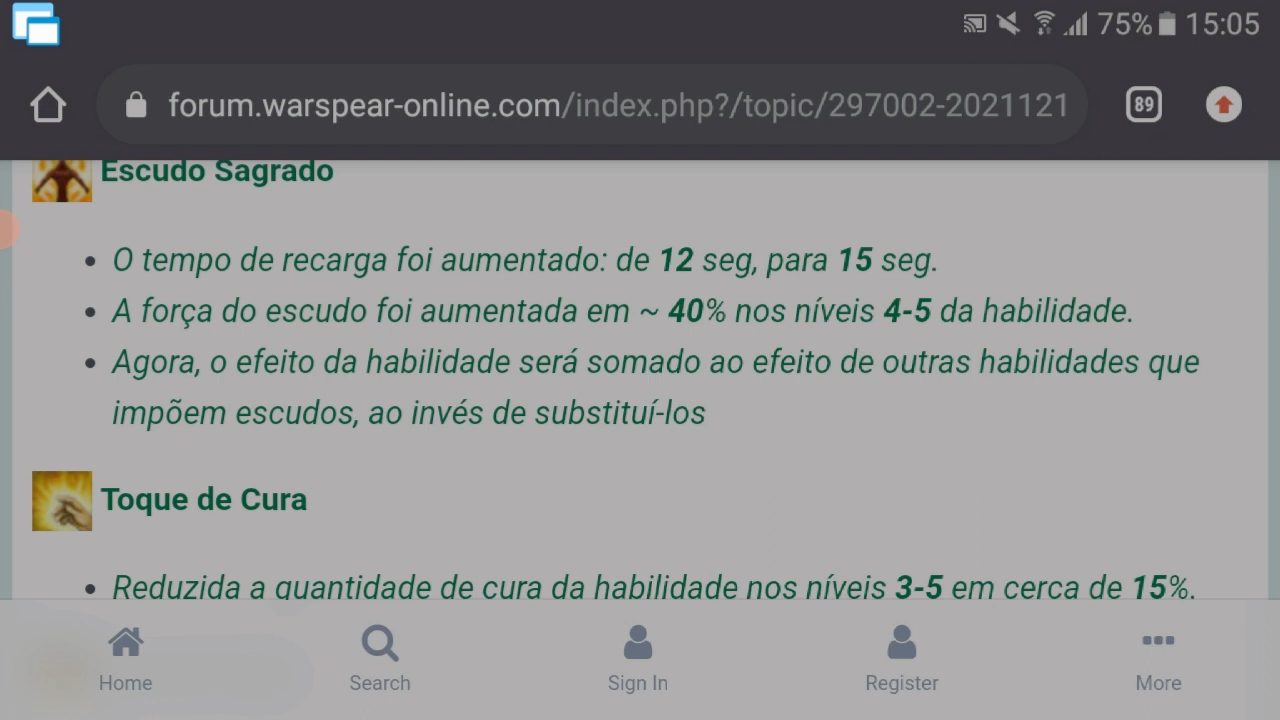 75% 15:05
forum.warspear-online.com/index.php?/topic/297002-2021121
89
Escudo Sagrado
• O tempo de recarga foi aumentado: de 12 seg, para 15 seg.
• A força do escudo foi aumentada em ~ 40% nos níveis 4-5 da habilidade.
• Agora, o efeito da habilidade será somado ao efeito de outras habilidades que
impõem escudos, ao invés de substituí-los
Toque de Cura
• Reduzida a quantidade de cura da habilidade nos níveis 3-5 em cerca de 15%.
Home Search Sign In Register More